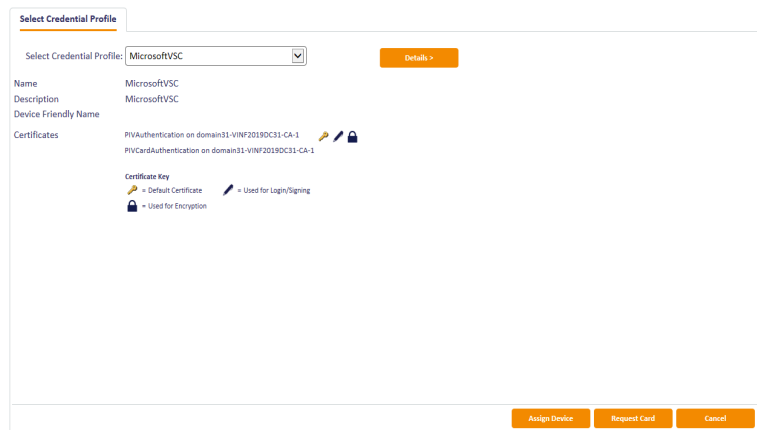 Select Credential Profile
Select Credential Profile: MicrosoftVSC
Details >
Name MicrosoftVSC
Description MicrosoftVSC
Device Friendly Name
Certificates PIVAuthentication on domain31-VINF2019DC31-CA-1
PIVCardAuthentication on domain31-VINF2019DC31-CA-1
Certificate Key
= Default Certificate = Used for Login/Signing
= Used for Encryption
Assign Device Request Card Cancel